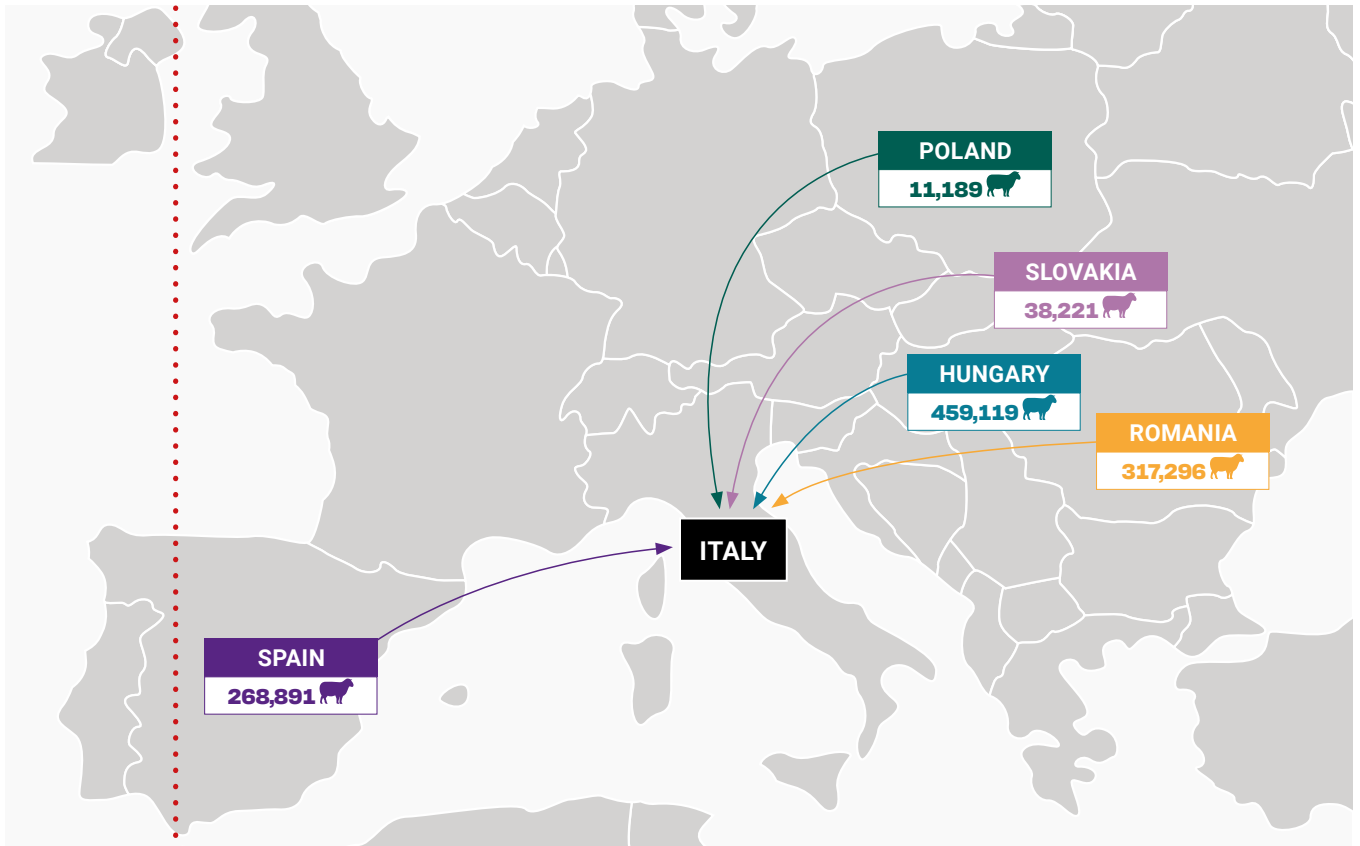 POLAND
11,189
SLOVAKIA
38,221
HUNGARY
459,119
ROMANIA
317,296
ITALY
SPAIN
268,891